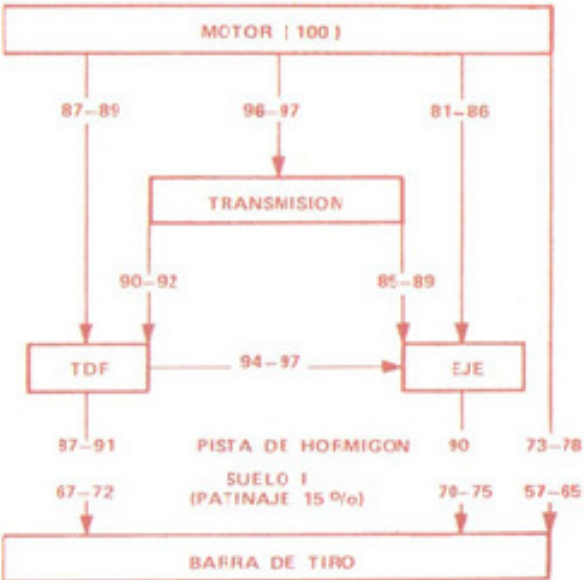 MOTOR (100)
87-89 96-97 81-86
TRANSMISION
90-92 85-89
TDF 94-97 EJE
87-91 PISTA DE HORMIGON 90 73-78
SUELO I
67-72 (PATINAJE 15 º/o) 70-75 57-65
BARRA DE TIRO